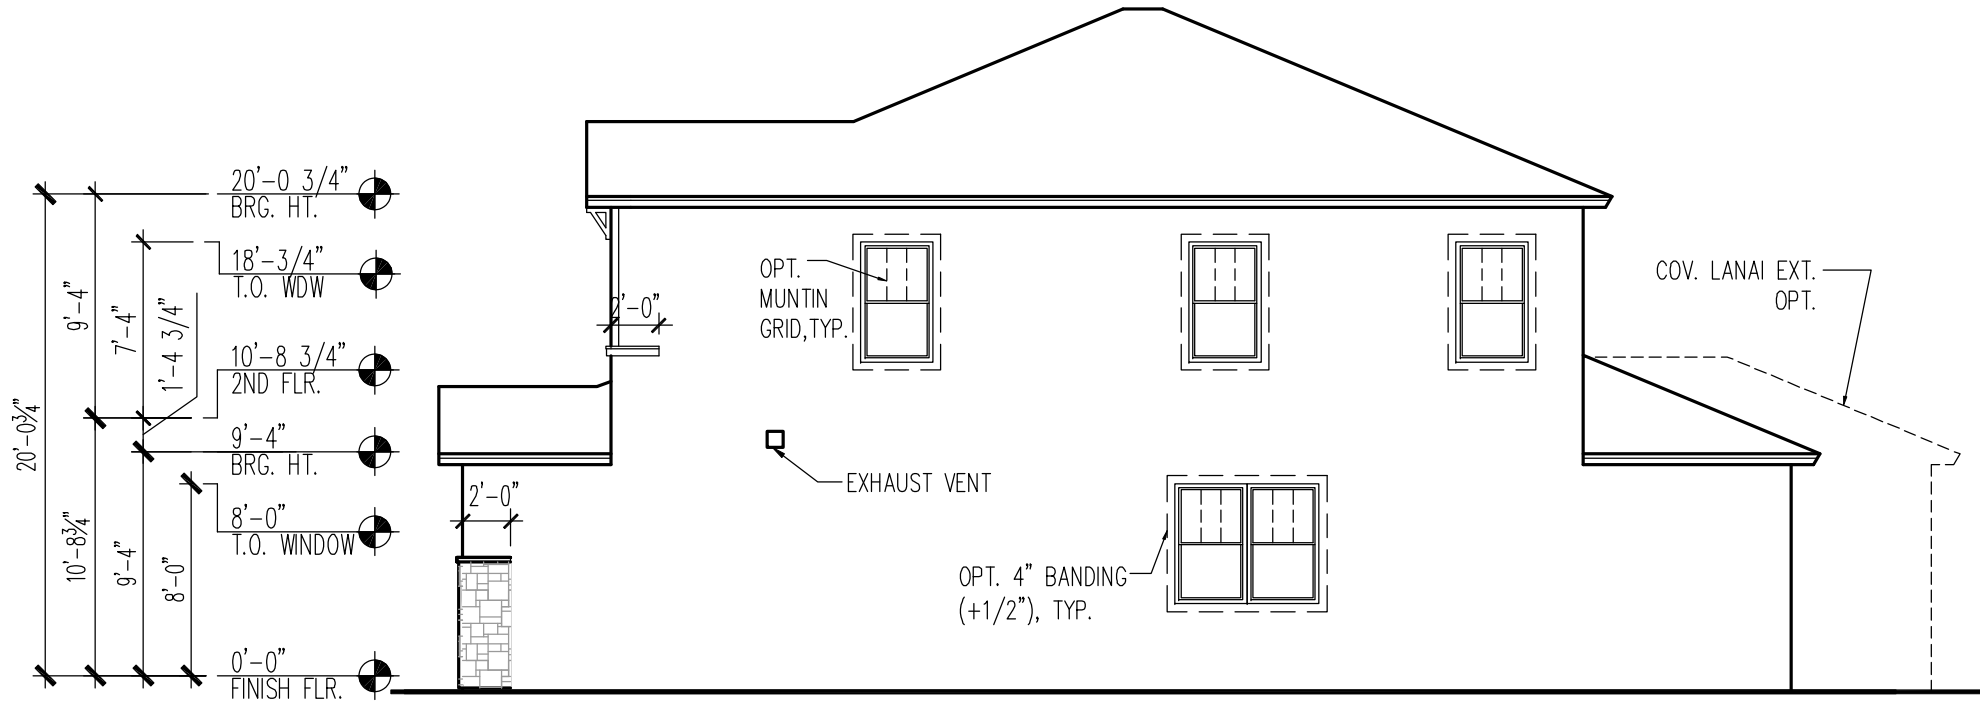 20'-0 3/4"
BRG. HT.
18'-3/4"
T.O. WDW
10'-8 3/4"
2ND FLR.
9'-4"
BRG. HT.
8'-0"
T.O. WINDOW
0'-0"
FINISH FLR.
20'-0¾"
9'-4"
10'-8¾"
7'-4"
1'-4 3/4"
9'-4"
8'-0"
2'-0"
2'-0"
OPT.
MUNTIN
GRID,TYP.
EXHAUST VENT
OPT. 4" BANDING
(+1/2"), TYP.
COV. LANAI EXT.
OPT.